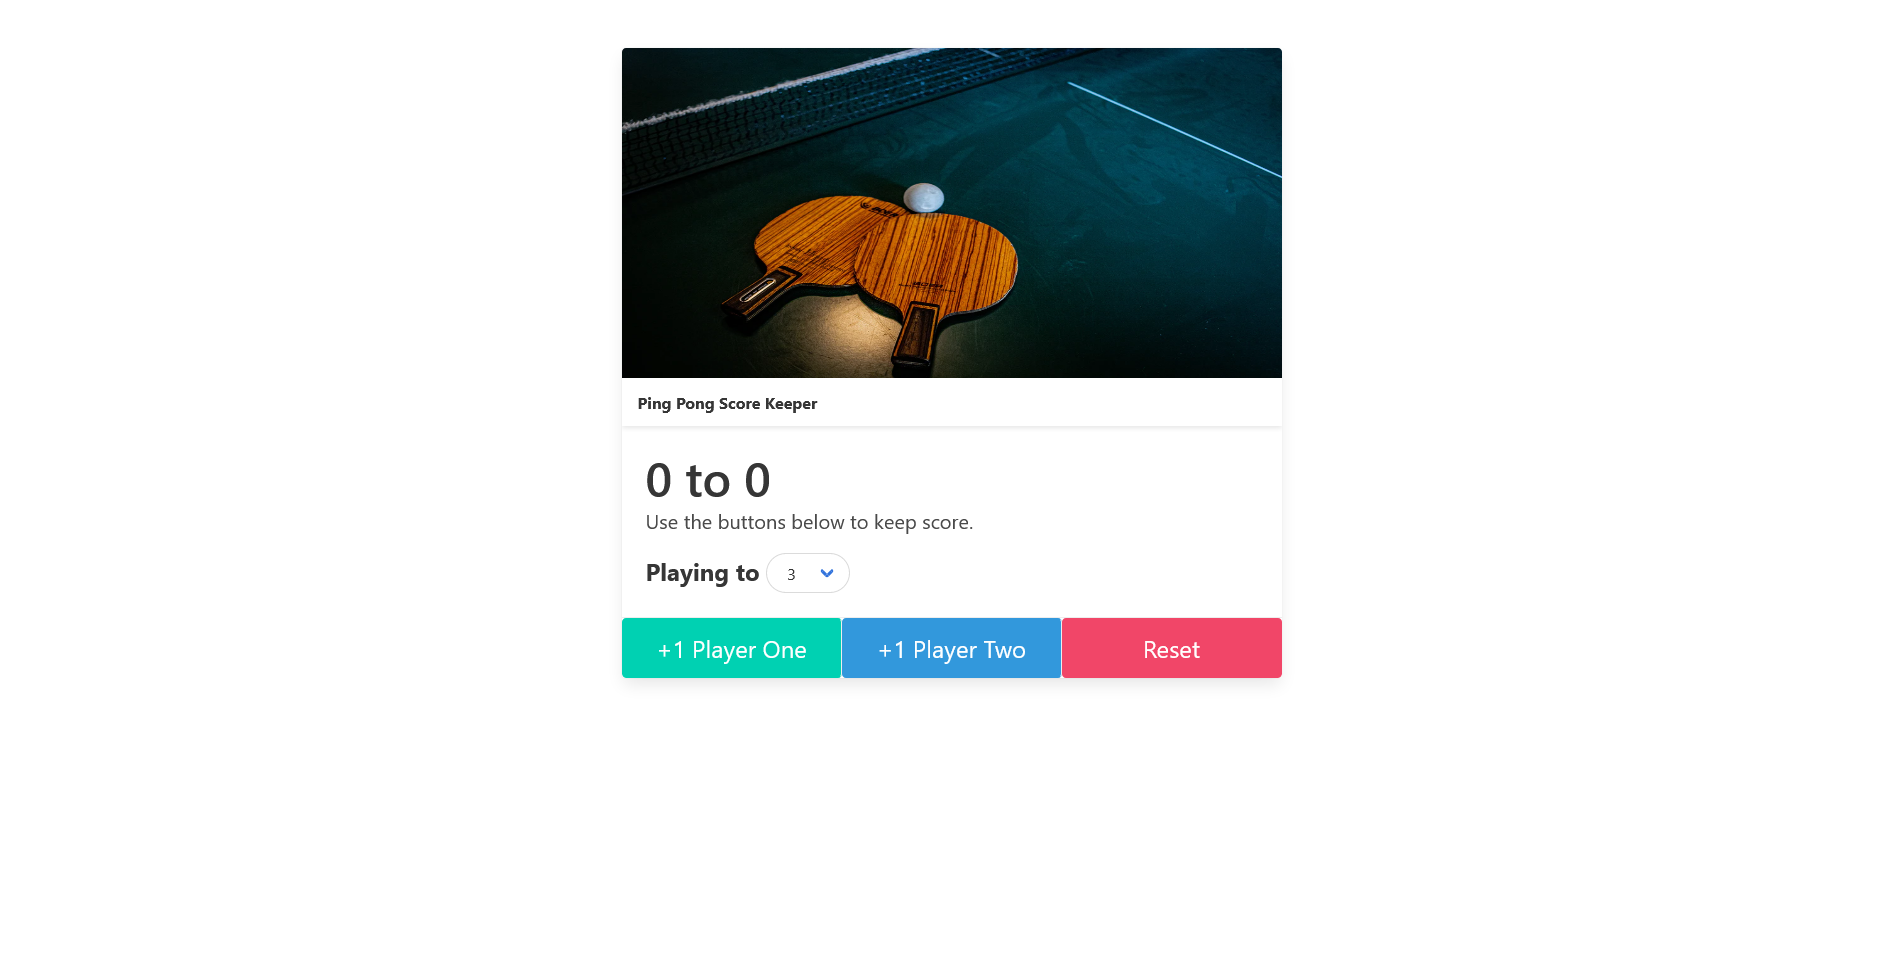 Ping Pong Score Keeper
0 to 0
Use the buttons below to keep score.
Playing to 3
+1 Player One +1 Player Two Reset